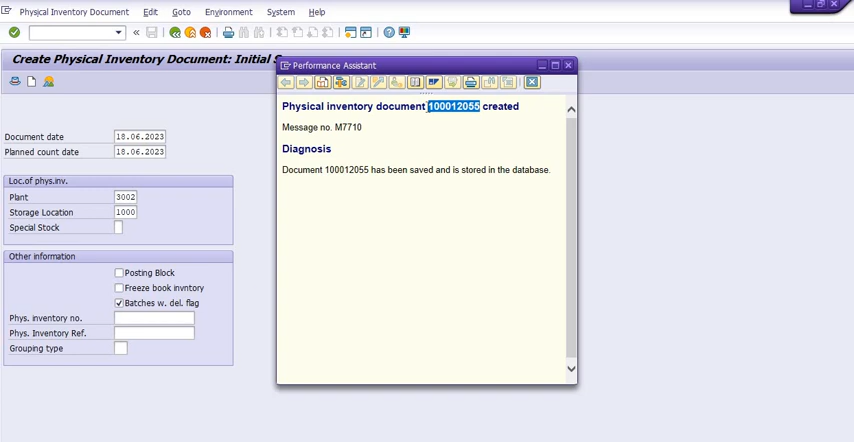 Physical Inventory Document Edit Goto Environment System Help
Create Physical Inventory Document: Initial S
Performance Assistant
Physical inventory document 100012055 created
Message no. M7710
Diagnosis
Document 100012055 has been saved and is stored in the database.
Document date 18.06.2023
Planned count date 18.06.2023
Loc.of phys.inv.
Plant 3002
Storage Location 1000
Special Stock
Other information
Posting Block
Freeze book invntory
Batches w. del. flag
Phys. inventory no.
Phys. Inventory Ref.
Grouping type